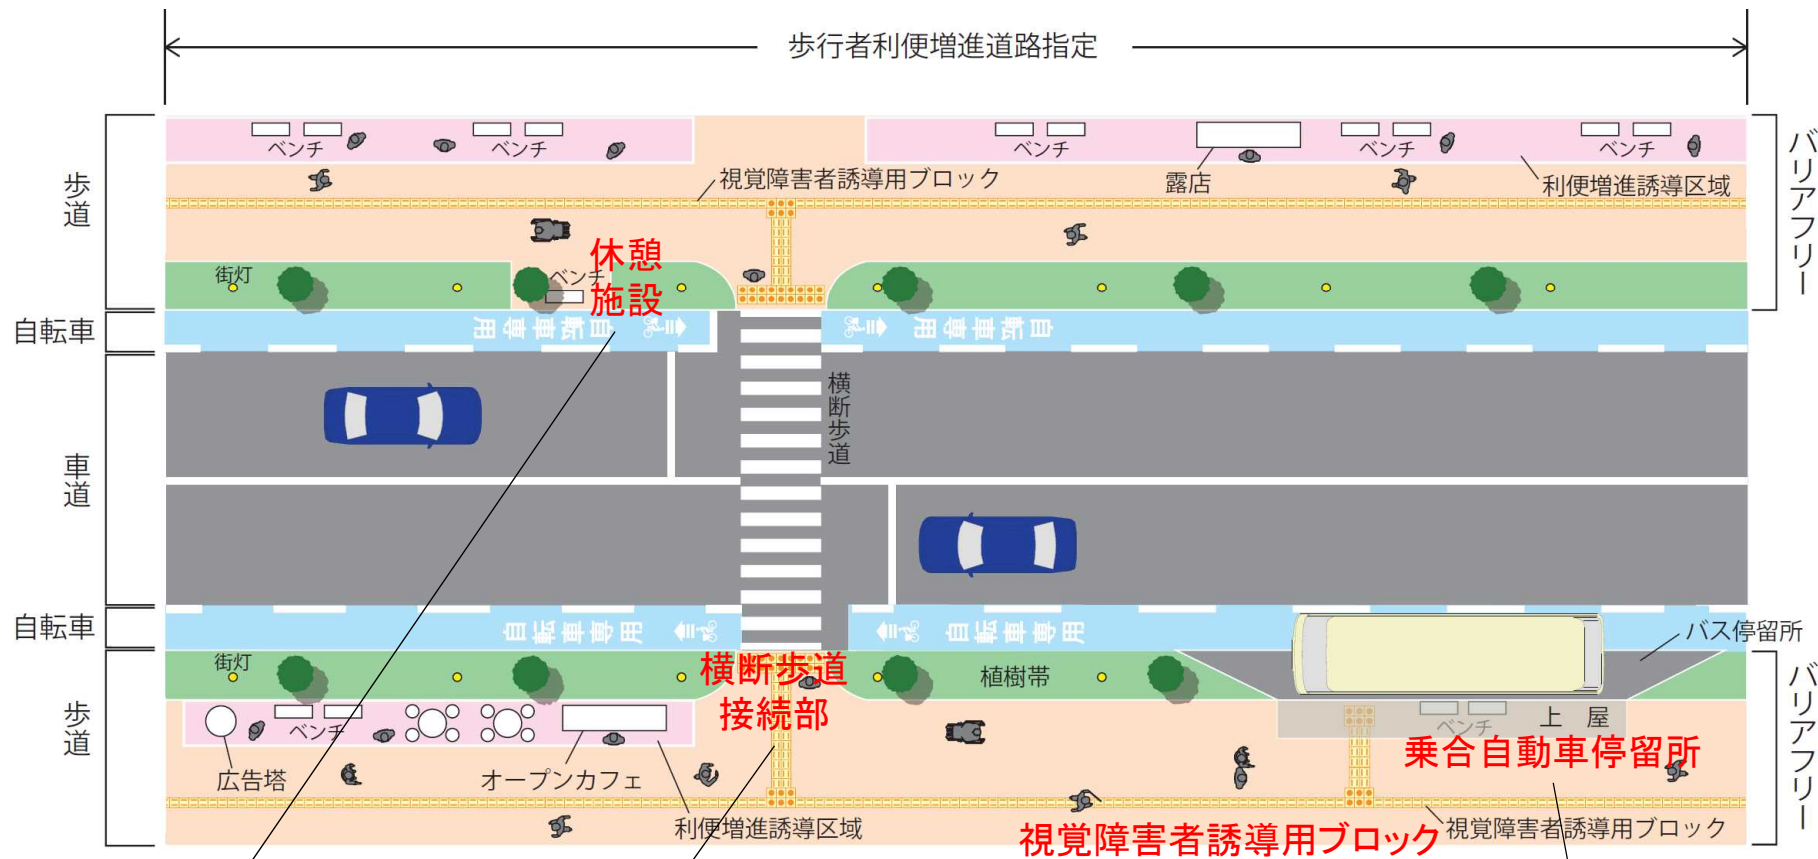 歩行者利便増進道路指定
歩道
バリアフリー
ベンチ
ベンチ
ベンチ
露店
ベンチ
ベンチ
視覚障害者誘導用ブロック
利便増進誘導区域
街灯
ベンチ
休憩
施設
自転車
自転車専用
自転車専用
車道
横断歩道
自転車
自転車専用
自転車専用
バス停留所
歩道
バリアフリー
街灯
横断歩道
接続部
植樹帯
ベンチ
ベンチ
上屋
乗合自動車停留所
広告塔
オープンカフェ
利便増進誘導区域
視覚障害者誘導用ブロック
視覚障害者誘導用ブロック